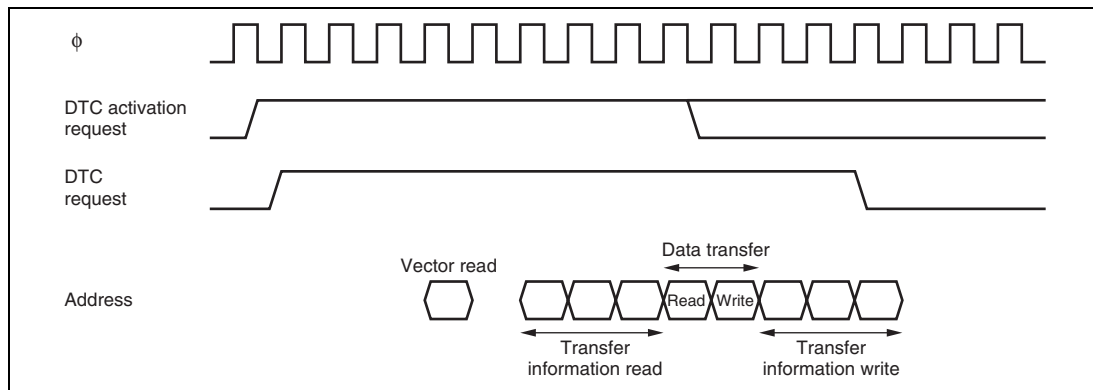 ϕ
DTC activation
request
DTC
request
Data transfer
Vector read
Address
Read
Write
Transfer
information read
Transfer
information write